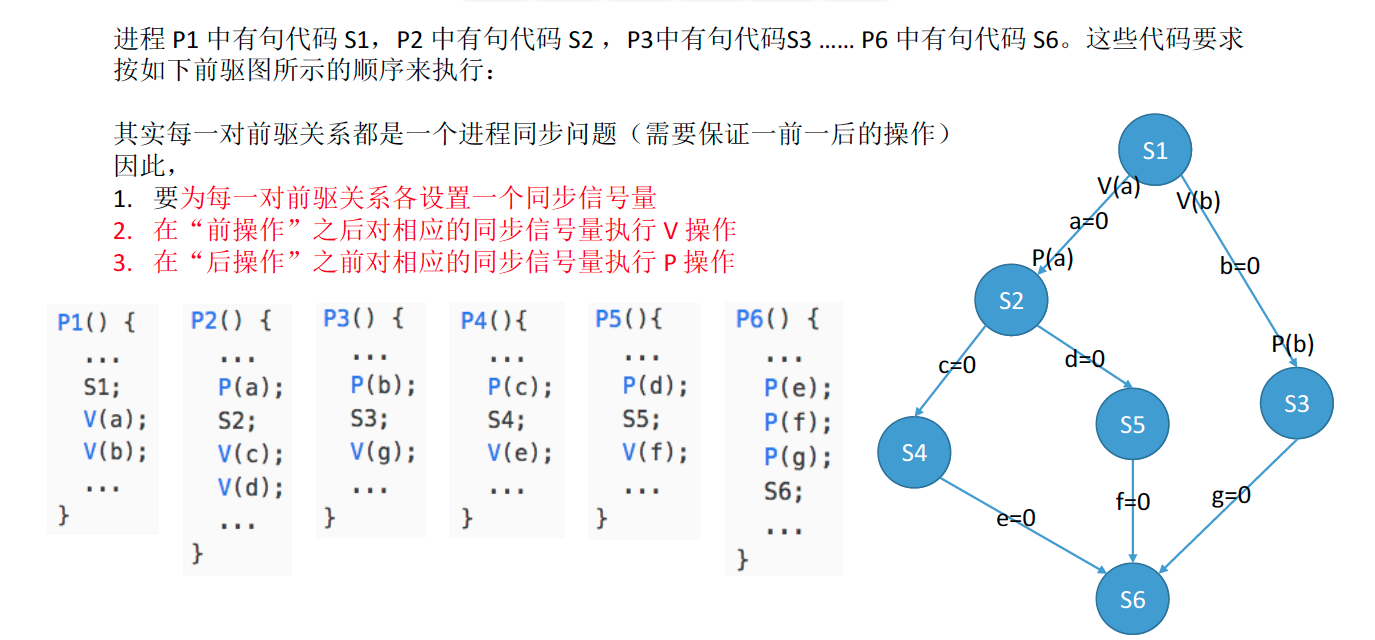 进程 P1 中有句代码 S1，P2 中有句代码 S2 ，P3中有句代码S3 …… P6 中有句代码 S6。这些代码要求
按如下前驱图所示的顺序来执行：
其实每一对前驱关系都是一个进程同步问题（需要保证一前一后的操作）
因此，
1. 要为每一对前驱关系各设置一个同步信号量
2. 在“前操作”之后对相应的同步信号量执行 V 操作
3. 在“后操作”之前对相应的同步信号量执行 P 操作
P1() {
...
S1;
V(a);
V(b);
...
}
P2() {
...
P(a);
S2;
V(c);
V(d);
...
}
P3() {
...
P(b);
S3;
V(g);
...
}
P4(){
...
P(c);
S4;
V(e);
...
}
P5(){
...
P(d);
S5;
V(f);
...
}
P6() {
...
P(e);
P(f);
P(g);
S6;
...
}
S1
V(a)
V(b)
a=0
P(a)
b=0
S2
P(b)
c=0
d=0
S3
S5
S4
e=0
f=0
g=0
S6